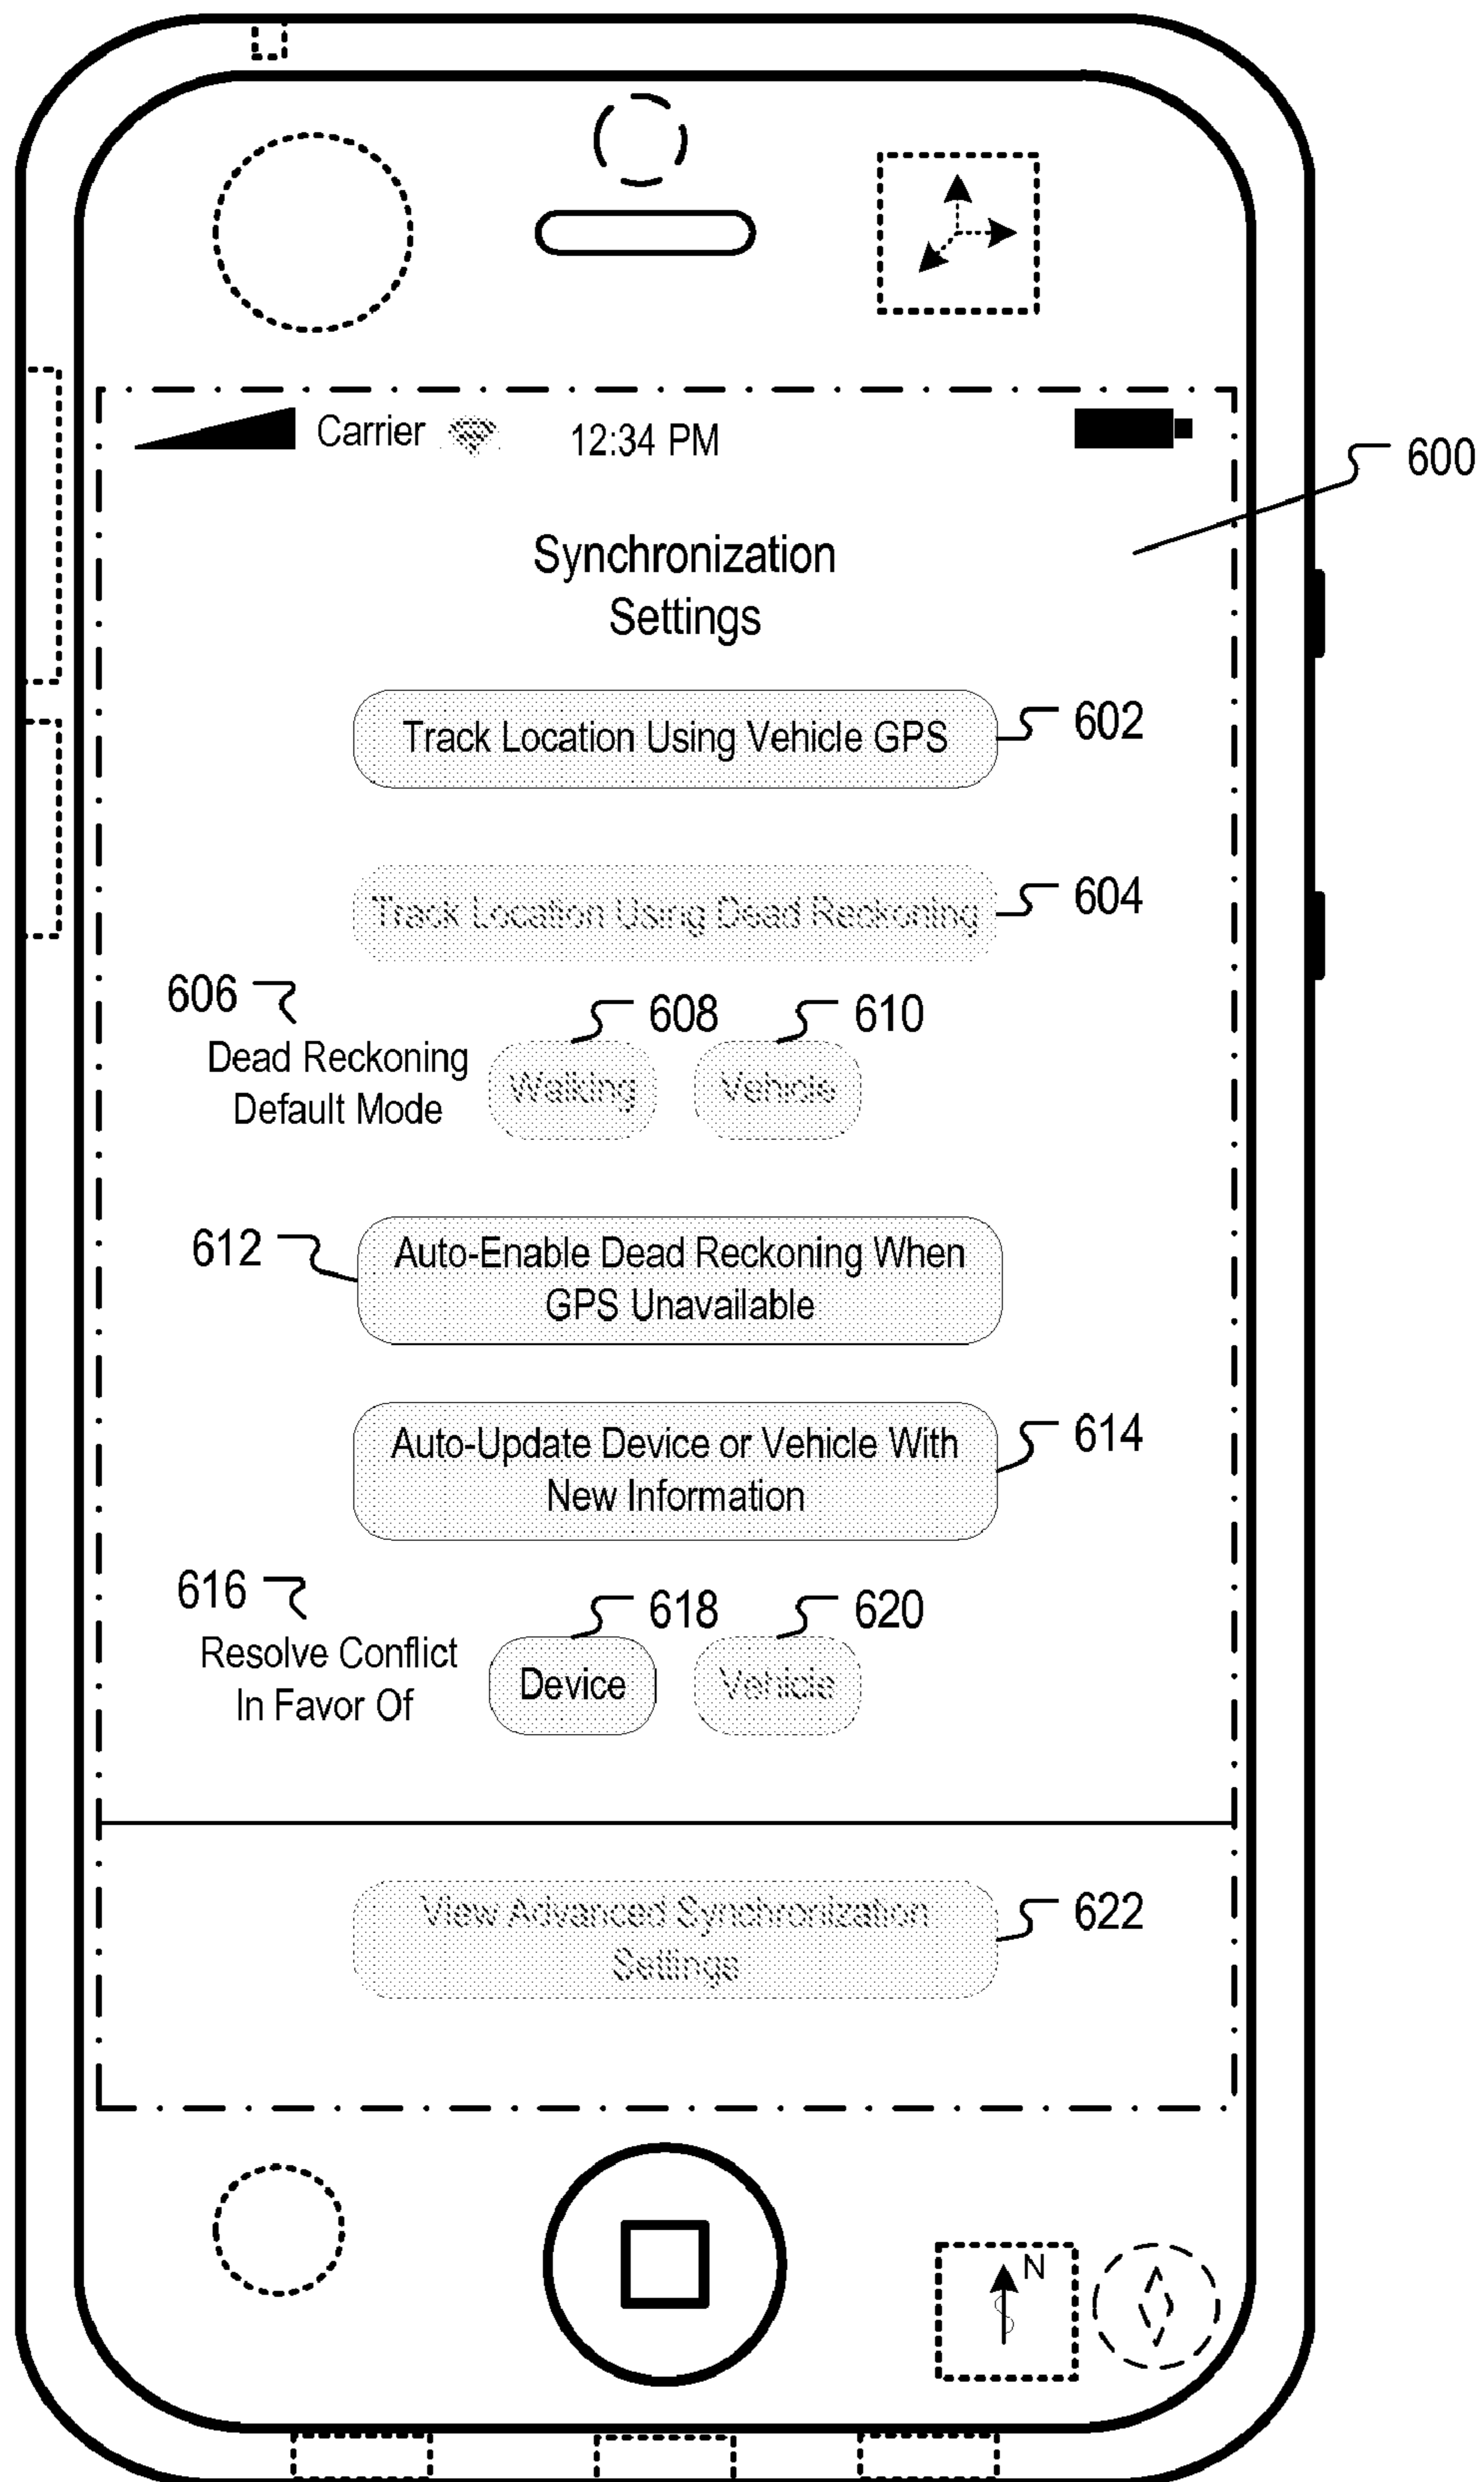 Carrier 12:34 PM
600
Synchronization
Settings
Track Location Using Vehicle GPS
602
Track Location Using Dead Reckoning
604
606
Dead Reckoning
Default Mode
608
Walking
610
Vehicle
612
Auto-Enable Dead Reckoning When
GPS Unavailable
Auto-Update Device or Vehicle With
New Information
614
616
Resolve Conflict
In Favor Of
618
Device
620
Vehicle
View Advanced Synchronization
Settings
622
N